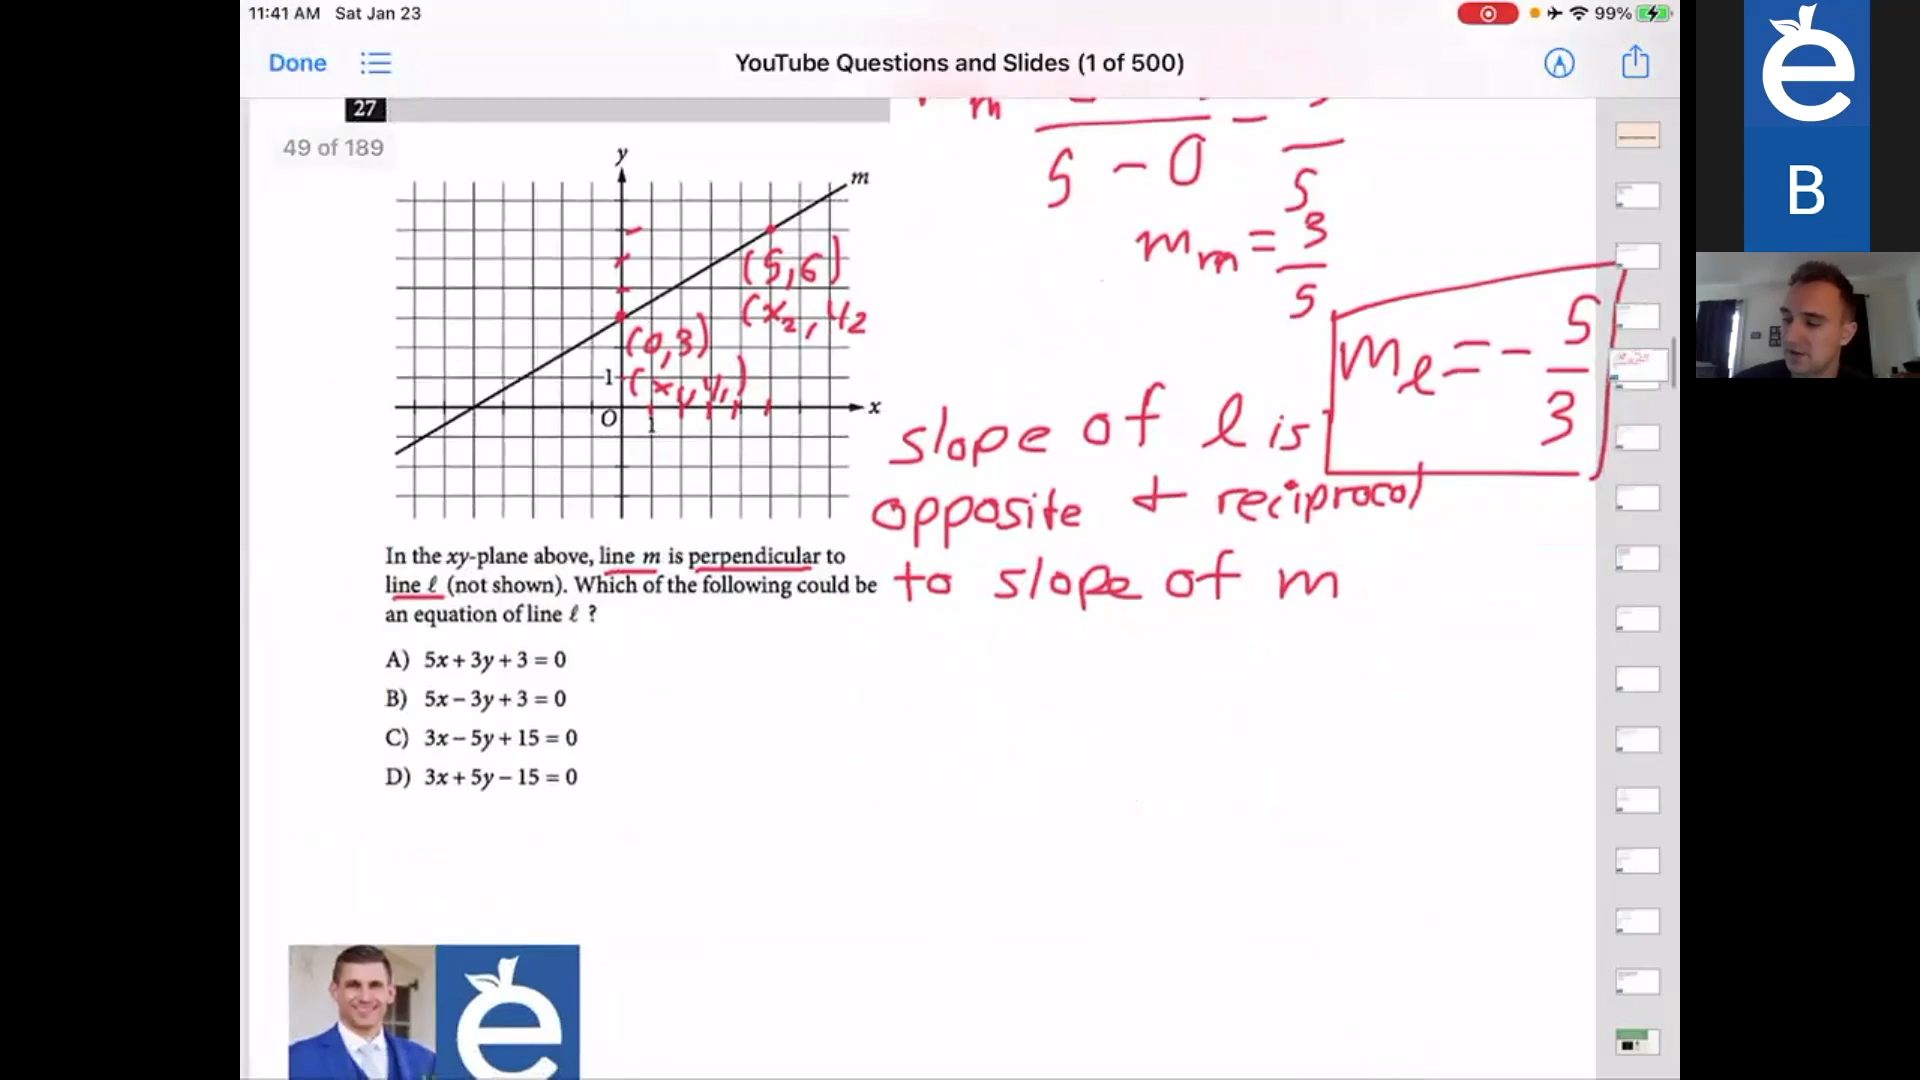 11:41 AM Sat Jan 23
99%
Done
YouTube Questions and Slides (1 of 500)
27
49 of 189
y
m
x
O
1
1
(5,6)
(x₂, y₂
(0,3)
(x₁, y₁)
m
5 - 0
5
mₘ = 3/5
mℓ = - 5/3
slope of ℓ is
opposite + reciprocal
to slope of m
In the xy-plane above, line m is perpendicular to
line ℓ (not shown). Which of the following could be
an equation of line ℓ ?
A) 5x + 3y + 3 = 0
B) 5x − 3y + 3 = 0
C) 3x − 5y + 15 = 0
D) 3x + 5y − 15 = 0
e
e
B